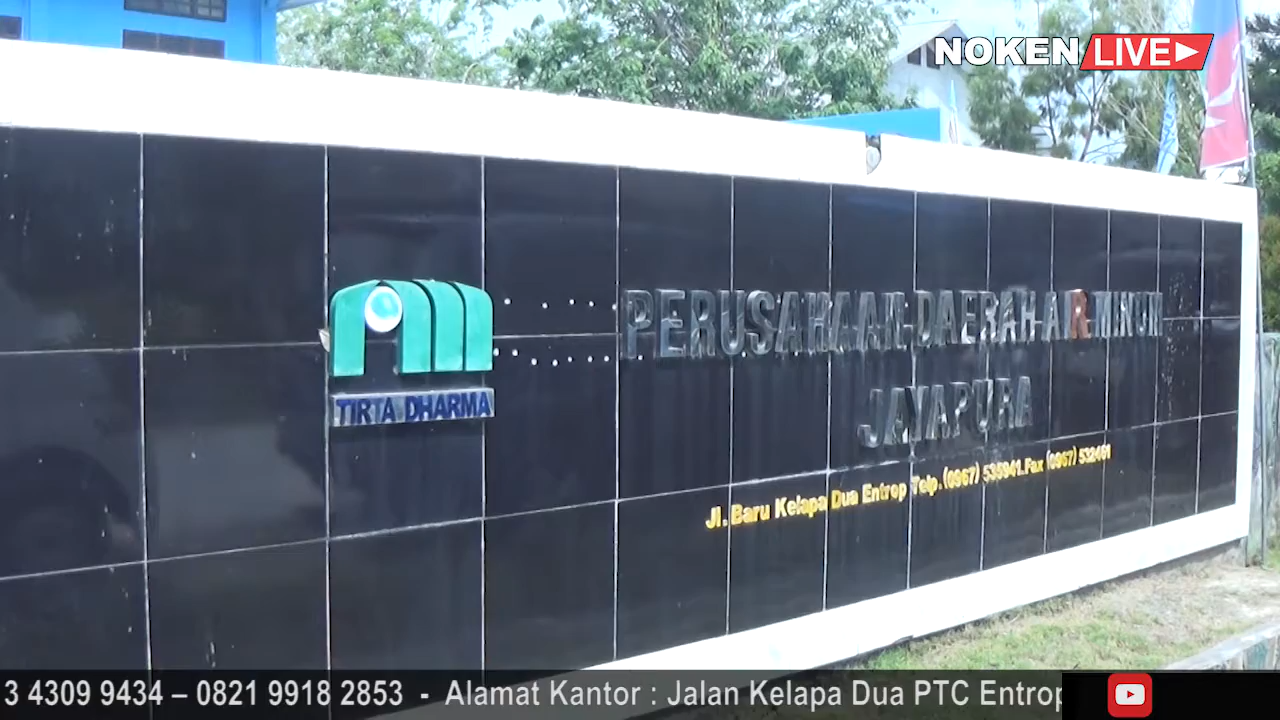 NOKEN LIVE
PERUSAHAAN DAERAH AIR MINUM
JAYAPURA
TIRTA DHARMA
Jl. Baru Kelapa Dua Entrop Telp. (0967) 535941.Fax (0967) 532401
3 4309 9434 – 0821 9918 2853 - Alamat Kantor : Jalan Kelapa Dua PTC Entrop